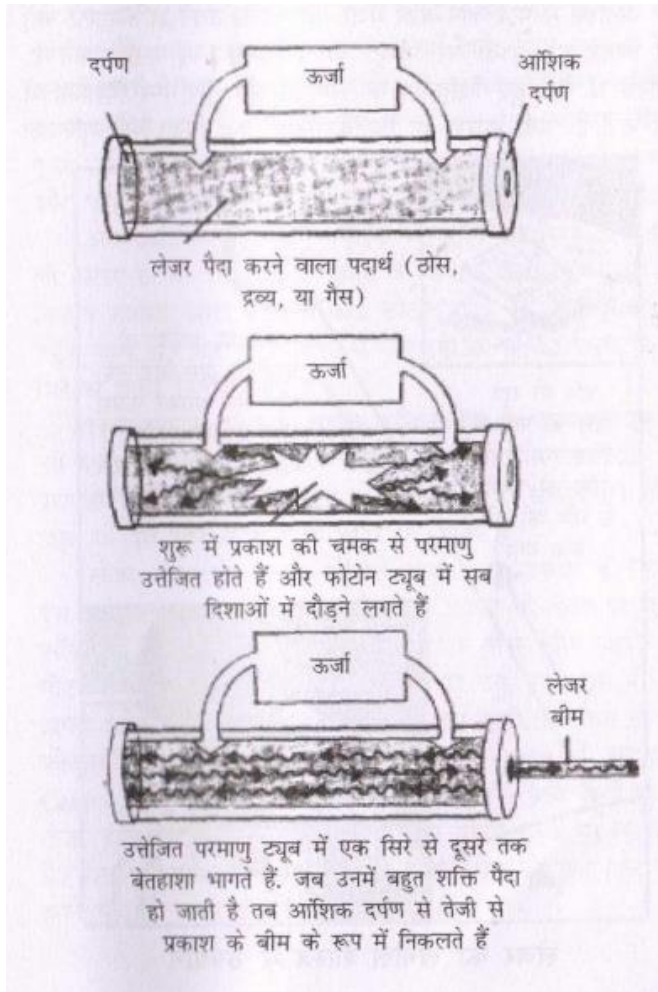 दर्पण
ऊर्जा
आंशिक
दर्पण
लेजर पैदा करने वाला पदार्थ (ठोस,
द्रव्य, या गैस)
ऊर्जा
शुरू में प्रकाश की चमक से परमाणु
उत्तेजित होते हैं और फोटोन ट्यूब में सब
दिशाओं में दौड़ने लगते हैं
ऊर्जा
लेजर
बीम
उत्तेजित परमाणु ट्यूब में एक सिरे से दूसरे तक
बेतहाशा भागते हैं. जब उनमें बहुत शक्ति पैदा
हो जाती है तब आंशिक दर्पण से तेजी से
प्रकाश के बीम के रूप में निकलते हैं